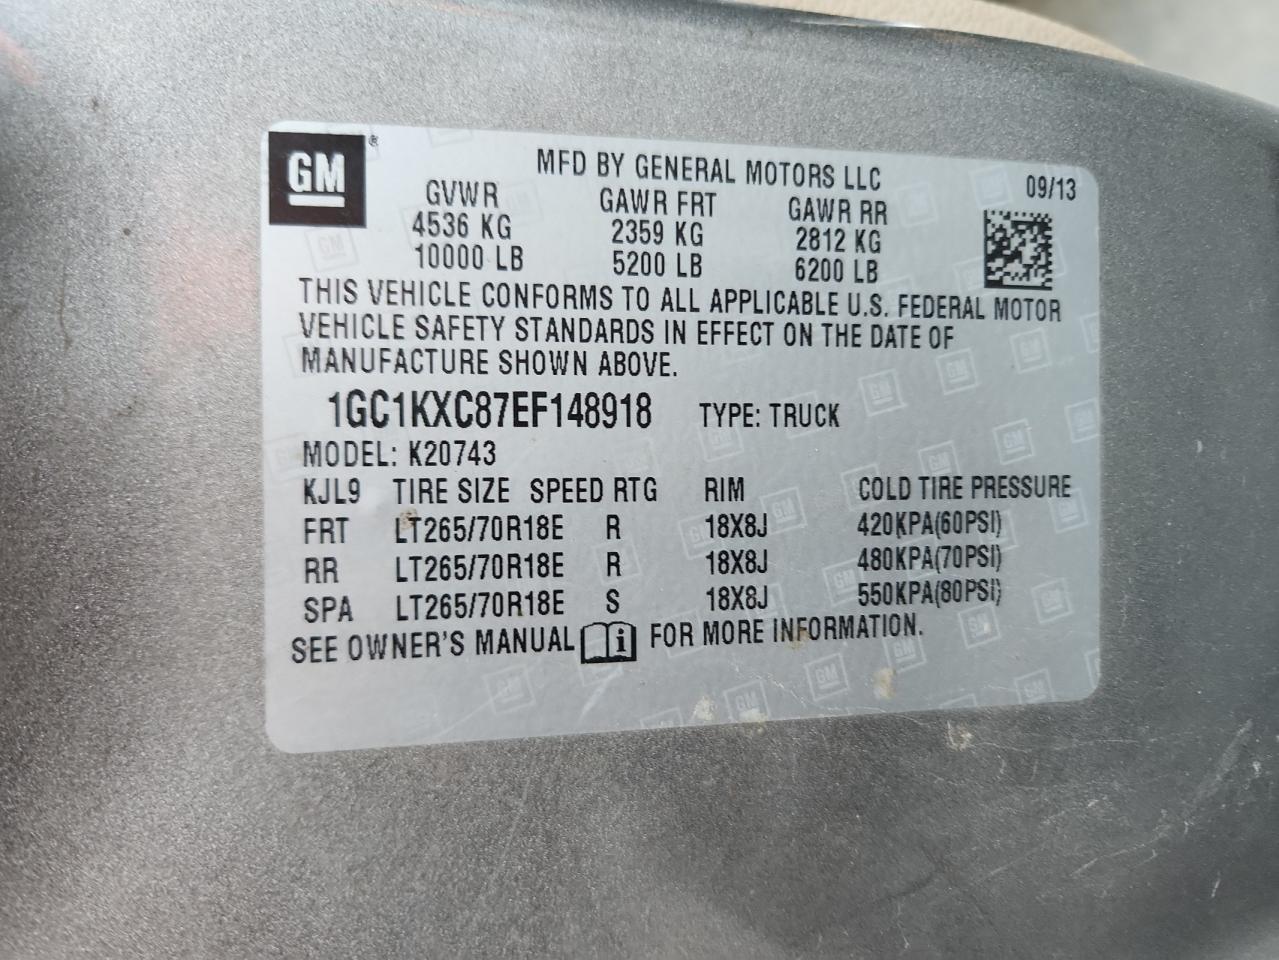 GM ®
MFD BY GENERAL MOTORS LLC 09/13
GVWR GAWR FRT GAWR RR
4536 KG 2359 KG 2812 KG
10000 LB 5200 LB 6200 LB
THIS VEHICLE CONFORMS TO ALL APPLICABLE U.S. FEDERAL MOTOR
VEHICLE SAFETY STANDARDS IN EFFECT ON THE DATE OF
MANUFACTURE SHOWN ABOVE.
1GC1KXC87EF148918 TYPE: TRUCK
MODEL: K20743
KJL9 TIRE SIZE SPEED RTG RIM COLD TIRE PRESSURE
FRT LT265/70R18E R 18X8J 420KPA(60PSI)
RR LT265/70R18E R 18X8J 480KPA(70PSI)
SPA LT265/70R18E S 18X8J 550KPA(80PSI)
SEE OWNER'S MANUAL i FOR MORE INFORMATION.